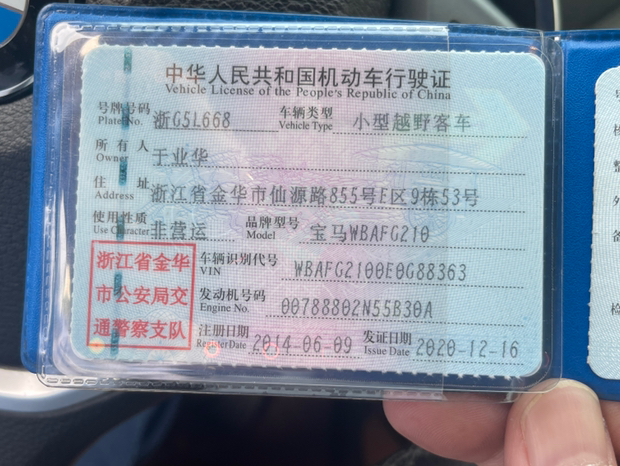 中华人民共和国机动车行驶证
Vehicle License of the People's Republic of China
号牌号码 Plate No. 浙G5L668 车辆类型 Vehicle Type 小型越野客车
所有人 Owner 于业华
住址 Address 浙江省金华市仙源路855号E区9栋53号
使用性质 Use Character 非营运 品牌型号 Model 宝马WBAFG210
浙江省金华
市公安局交
通警察支队
车辆识别代号 VIN WBAFG2100E0G88363
发动机号码 Engine No. 00788802N55B30A
注册日期 Register Date 2014-06-09 发证日期 Issue Date 2020-12-16